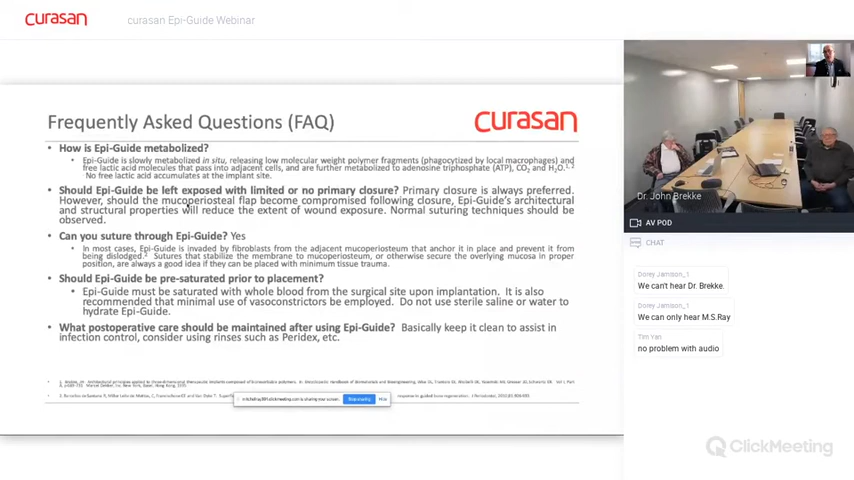 curasan
curasan Epi-Guide Webinar
Frequently Asked Questions (FAQ)
curasan
• How is Epi-Guide metabolized?
• Epi-Guide is slowly metabolized in situ, releasing low molecular weight polymer fragments (phagocytized by local macrophages) and
free lactic acid molecules that pass into adjacent cells, and are further metabolized to adenosine triphosphate (ATP), CO2 and H2O.1, 2
No free lactic acid accumulates at the implant site.
• Should Epi-Guide be left exposed with limited or no primary closure? Primary closure is always preferred.
However, should the mucoperiosteal flap become compromised following closure, Epi-Guide's architectural
and structural properties will reduce the extent of wound exposure. Normal suturing techniques should be
observed.
• Can you suture through Epi-Guide? Yes
• In most cases, Epi-Guide is invaded by fibroblasts from the adjacent mucoperiosteum that anchor it in place and prevent it from
being dislodged.2 Sutures that stabilize the membrane to mucoperiosteum, or otherwise secure the overlying mucosa in proper
position, are always a good idea if they can be placed with minimum tissue trauma.
• Should Epi-Guide be pre-saturated prior to placement?
• Epi-Guide must be saturated with whole blood from the surgical site upon implantation. It is also
recommended that minimal use of vasoconstrictors be employed. Do not use sterile saline or water to
hydrate Epi-Guide.
• What postoperative care should be maintained after using Epi-Guide? Basically keep it clean to assist in
infection control, consider using rinses such as Peridex, etc.
is sharing your screen.
Stop sharing
Hide
Dr. John Brekke
AV POD
CHAT
Dorey Jamison_1
We can't hear Dr. Brekke.
Dorey Jamison_1
We can only hear M.S.Ray
Tim Yan
no problem with audio
ClickMeeting